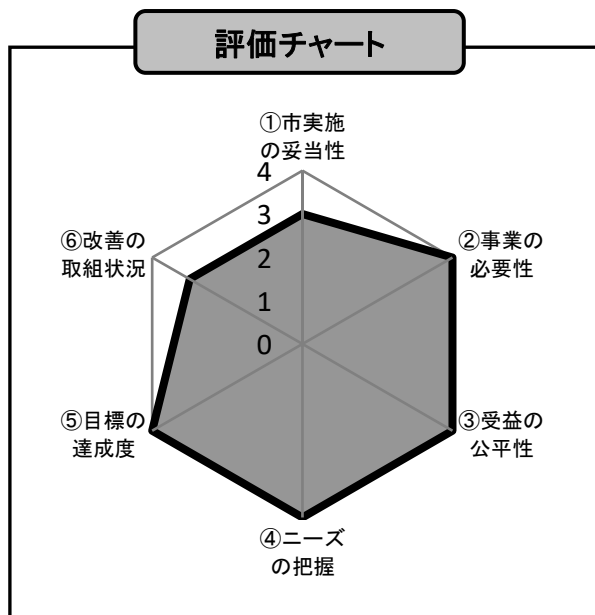 評価チャート
①市実施
の妥当性
4
3
2
1
0
②事業の
必要性
③受益の
公平性
④ニーズ
の把握
⑤目標の
達成度
⑥改善の
取組状況